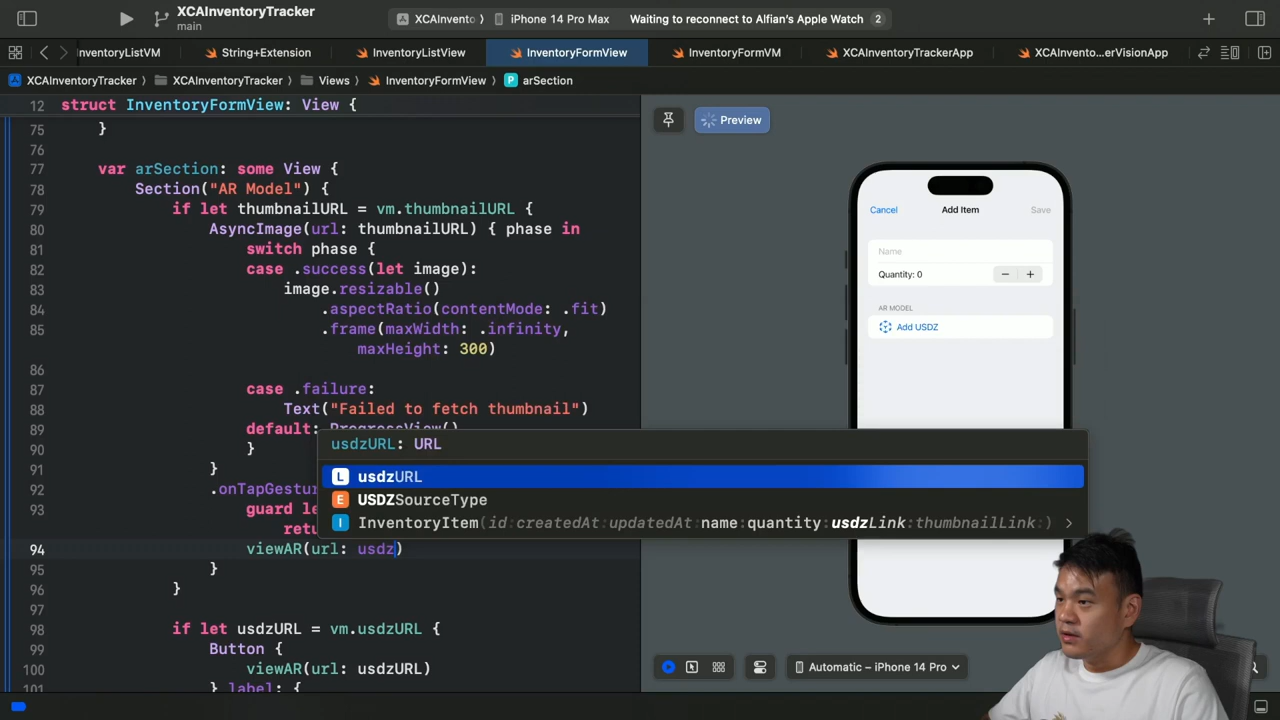 XCAInventoryTracker
main
XCAInvento
iPhone 14 Pro Max
Waiting to reconnect to Alfian's Apple Watch
2
nventoryListVM
String+Extension
InventoryListView
InventoryFormView
InventoryFormVM
XCAInventoryTrackerApp
XCAInvento...erVisionApp
XCAInventoryTracker
XCAInventoryTracker
Views
InventoryFormView
P arSection
12 struct InventoryFormView: View {
75 }
76
77 var arSection: some View {
78 Section("AR Model") {
79 if let thumbnailURL = vm.thumbnailURL {
80 AsyncImage(url: thumbnailURL) { phase in
81 switch phase {
82 case .success(let image):
83 image.resizable()
84 .aspectRatio(contentMode: .fit)
85 .frame(maxWidth: .infinity,
maxHeight: 300)
86
87 case .failure:
88 Text("Failed to fetch thumbnail")
89 default: ProgressView()
90 }
91 }
92 .onTapGestu
93 guard le
retu
94 viewAR(url: usdz)
95 }
96 }
97
98 if let usdzURL = vm.usdzURL {
99 Button {
100 viewAR(url: usdzURL)
101 } label: {
usdzURL: URL
L usdzURL
E USDZSourceType
I InventoryItem(id:createdAt:updatedAt:name:quantity:usdzLink:thumbnailLink:)
Preview
Cancel
Add Item
Save
Name
Quantity: 0
AR MODEL
Add USDZ
Automatic – iPhone 14 Pro